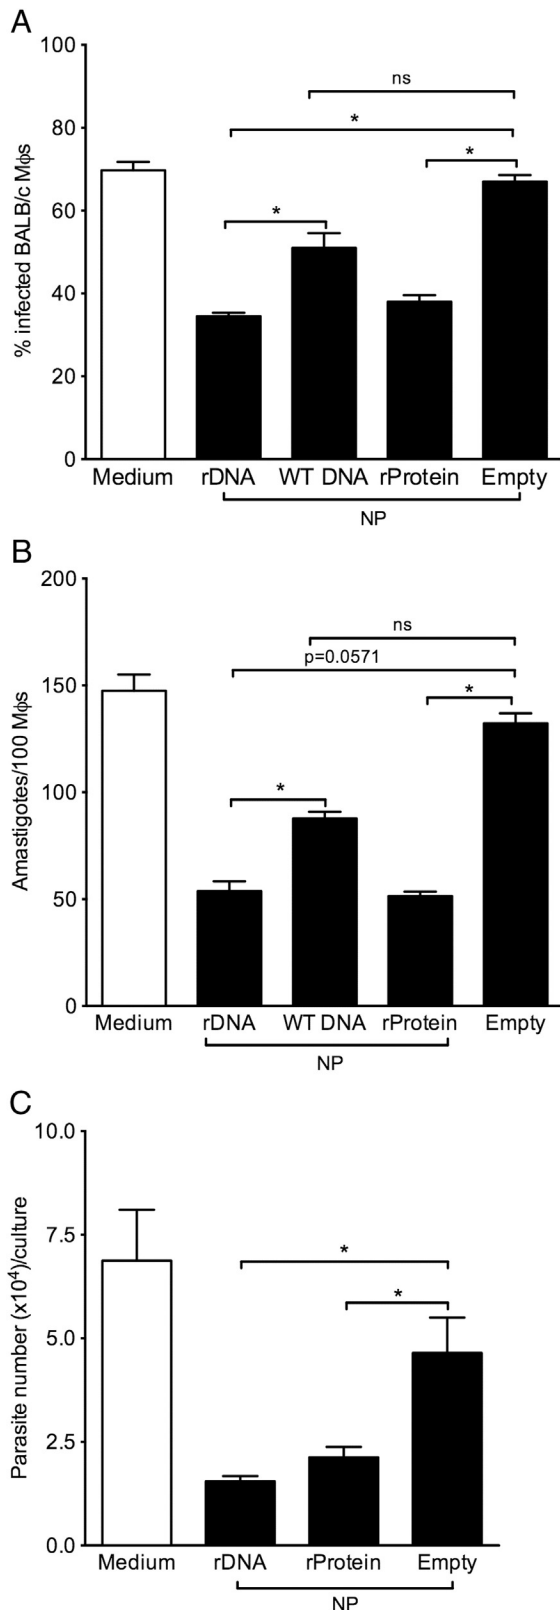 A
% infected BALB/c Mφs
100
80
60
40
20
0
ns
*
*
*
Medium rDNA WT DNA rProtein Empty
NP
B
Amastigotes/100 Mφs
200
150
100
50
0
ns
p=0.0571
*
*
Medium rDNA WT DNA rProtein Empty
NP
C
Parasite number (x10⁴)/culture
10.0
7.5
5.0
2.5
0.0
*
*
Medium rDNA rProtein Empty
NP